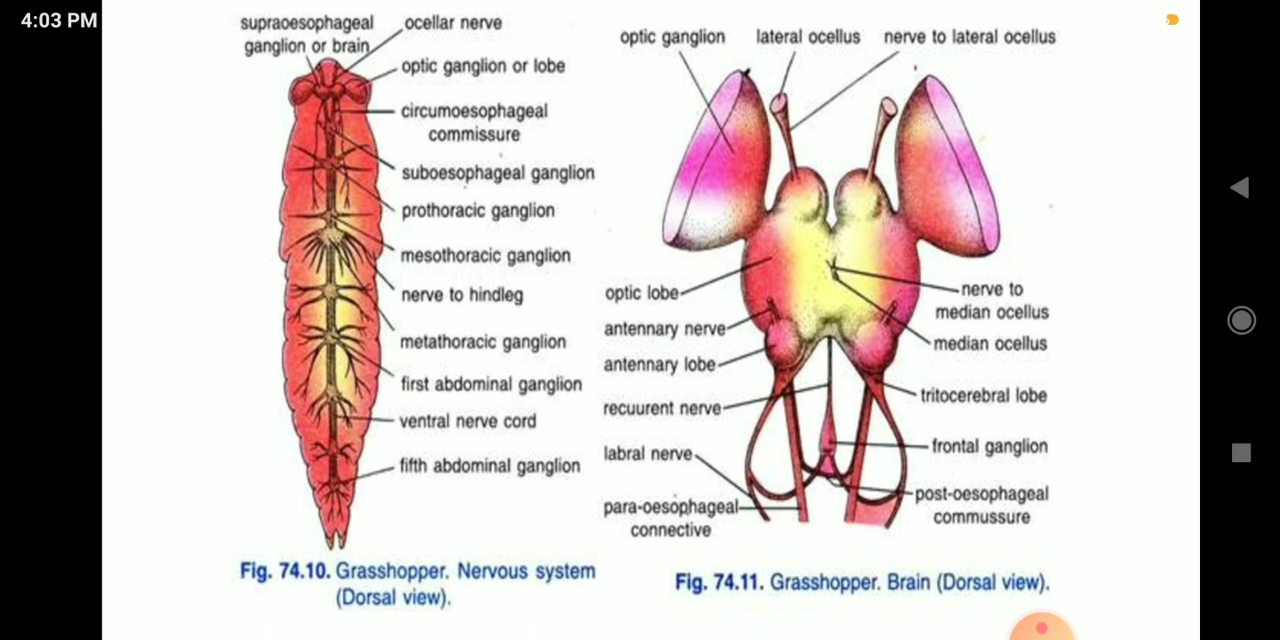 4:03 PM
supraoesophageal
ganglion or brain
ocellar nerve
optic ganglion or lobe
circumoesophageal
commissure
suboesophageal ganglion
prothoracic ganglion
mesothoracic ganglion
nerve to hindleg
metathoracic ganglion
first abdominal ganglion
ventral nerve cord
fifth abdominal ganglion
Fig. 74.10. Grasshopper. Nervous system
(Dorsal view).
optic ganglion
lateral ocellus
nerve to lateral ocellus
optic lobe
antennary nerve
antennary lobe
recuurent nerve
labral nerve
para-oesophageal
connective
nerve to
median ocellus
median ocellus
tritocerebral lobe
frontal ganglion
post-oesophageal
commussure
Fig. 74.11. Grasshopper. Brain (Dorsal view).